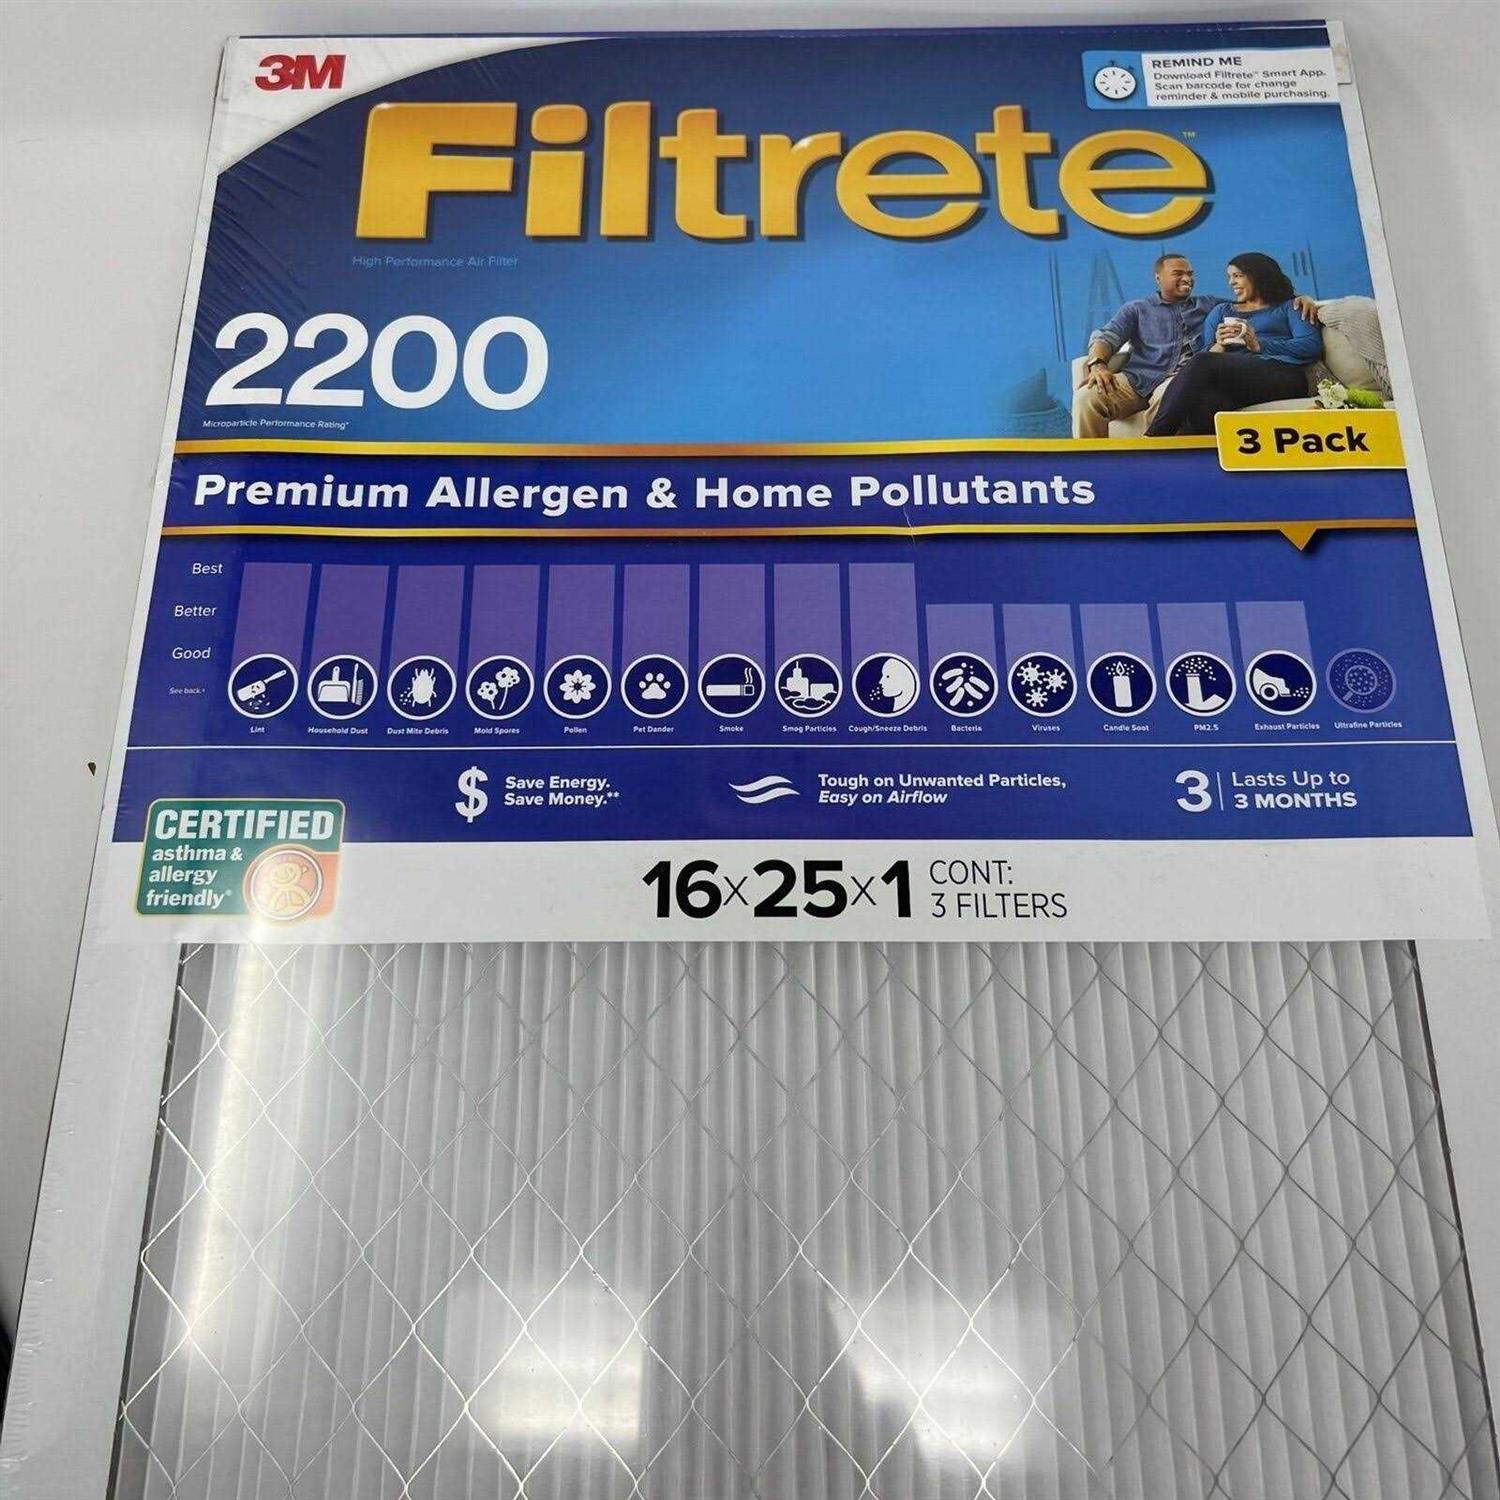 3M
Filtrete™
High Performance Air Filter
REMIND ME
Download Filtrete™ Smart App.
Scan barcode for change
reminder & mobile purchasing.
2200
Microparticle Performance Rating*
3 Pack
Premium Allergen & Home Pollutants
Best
Better
Good
See back.
Lint
Household Dust
Dust Mite Debris
Mold Spores
Pollen
Pet Dander
Smoke
Smog Particles
Cough/Sneeze Debris
Bacteria
Viruses
Candle Soot
PM2.5
Exhaust Particles
Ultrafine Particles
$
Save Energy.
Save Money.**
Tough on Unwanted Particles,
Easy on Airflow
3
Lasts Up to
3 MONTHS
CERTIFIED
asthma &
allergy
friendly®
16x25x1
CONT:
3 FILTERS